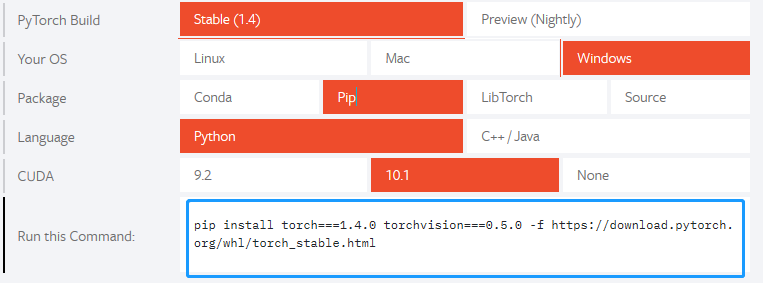 PyTorch Build Stable (1.4) Preview (Nightly)
Your OS Linux Mac Windows
Package Conda Pip LibTorch Source
Language Python C++ / Java
CUDA 9.2 10.1 None
Run this Command:
pip install torch===1.4.0 torchvision===0.5.0 -f https://download.pytorch.
org/whl/torch_stable.html